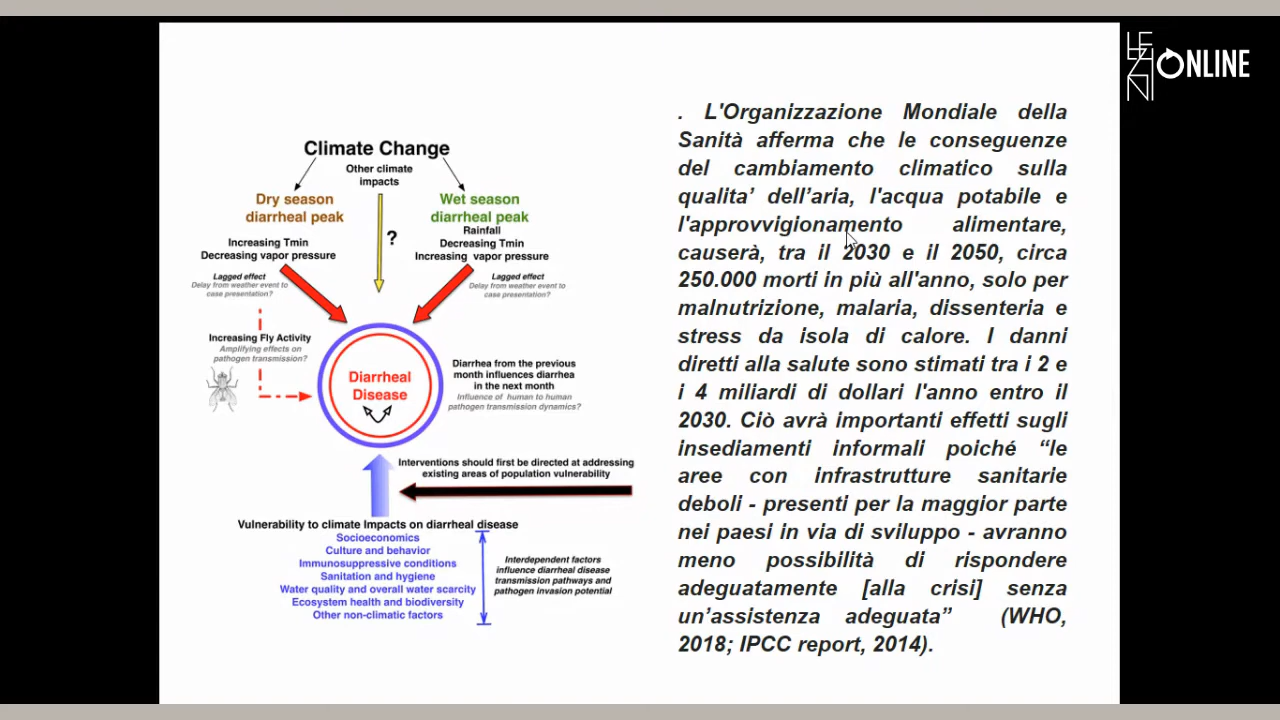 LE
ZI
ONI
ONLINE
Climate Change
Other climate
impacts
Dry season
diarrheal peak
Wet season
diarrheal peak
Increasing Tmin
Decreasing vapor pressure
Rainfall
Decreasing Tmin
Increasing vapor pressure
?
Lagged effect
Delay from weather event to
case presentation?
Lagged effect
Delay from weather event to
case presentation?
Increasing Fly Activity
Amplifying effects on
pathogen transmission?
Diarrheal
Disease
Diarrhea from the previous
month influences diarrhea
in the next month
Influence of human to human
pathogen transmission dynamics?
Interventions should first be directed at addressing
existing areas of population vulnerability
Vulnerability to climate Impacts on diarrheal disease
Socioeconomics
Culture and behavior
Immunosuppressive conditions
Sanitation and hygiene
Water quality and overall water scarcity
Ecosystem health and biodiversity
Other non-climatic factors
Interdependent factors
influence diarrheal disease
transmission pathways and
pathogen invasion potential
. L'Organizzazione Mondiale della
Sanità afferma che le conseguenze
del cambiamento climatico sulla
qualita’ dell’aria, l'acqua potabile e
l'approvvigionamento alimentare,
causerà, tra il 2030 e il 2050, circa
250.000 morti in più all'anno, solo per
malnutrizione, malaria, dissenteria e
stress da isola di calore. I danni
diretti alla salute sono stimati tra i 2 e
i 4 miliardi di dollari l'anno entro il
2030. Ciò avrà importanti effetti sugli
insediamenti informali poiché “le
aree con infrastrutture sanitarie
deboli - presenti per la maggior parte
nei paesi in via di sviluppo - avranno
meno possibilità di rispondere
adeguatamente [alla crisi] senza
un’assistenza adeguata” (WHO,
2018; IPCC report, 2014).